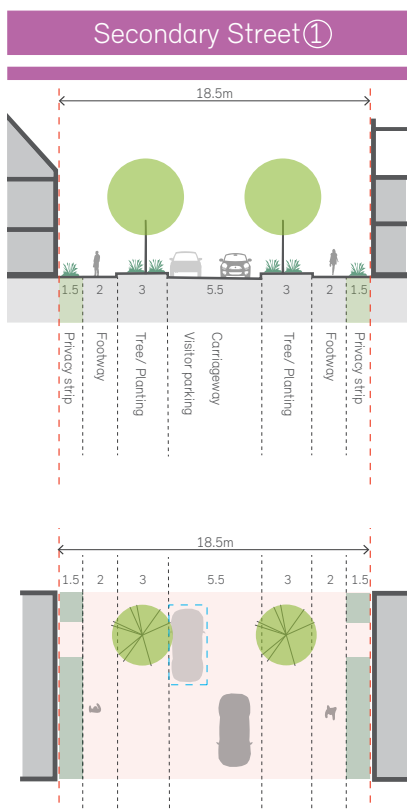 Secondary Street①
18.5m
1.5 2 3 5.5 3 2 1.5
Privacy strip
Footway
Tree/ Planting
Visitor parking
Carriageway
Tree/ Planting
Footway
Privacy strip
18.5m
1.5 2 3 5.5 3 2 1.5